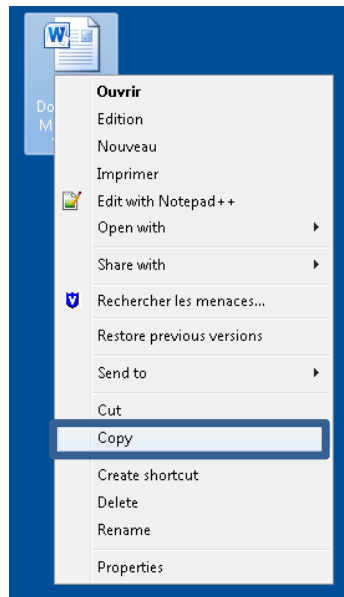 W
Do
M
Ouvrir
Edition
Nouveau
Imprimer
Edit with Notepad++
Open with
Share with
Rechercher les menaces...
Restore previous versions
Send to
Cut
Copy
Create shortcut
Delete
Rename
Properties